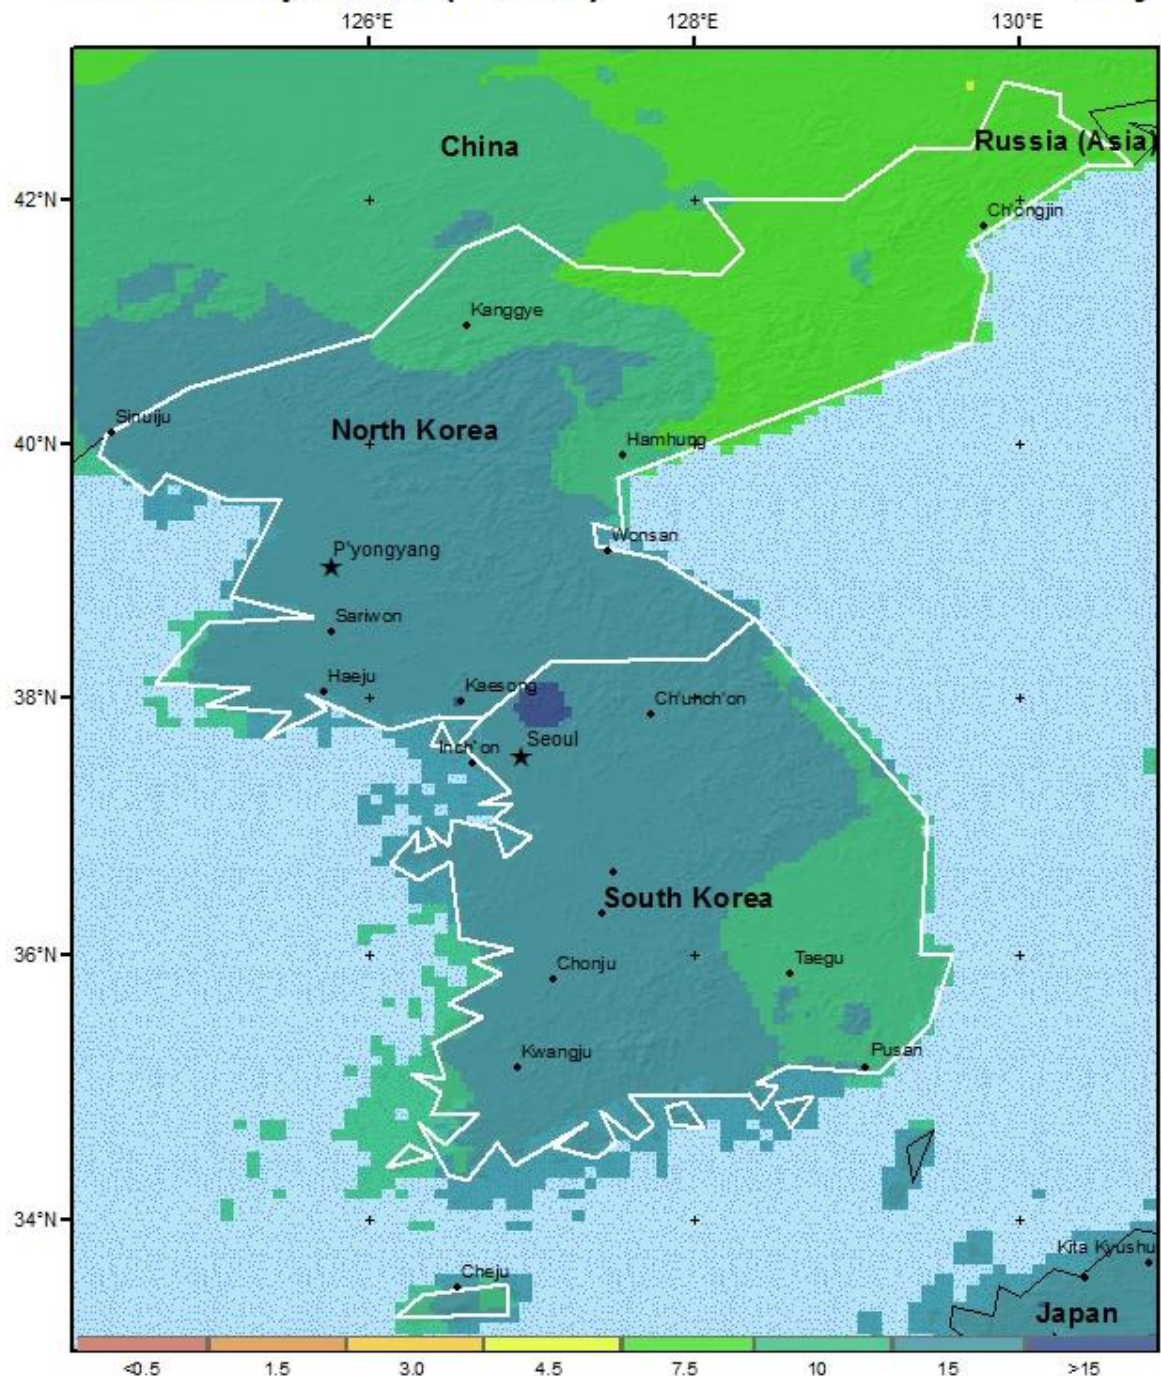 126°E 128°E 130°E
China
Russia (Asia)
42°N
Ch'ongjin
Kanggye
Sinuiju
North Korea
40°N
Hamhung
Wonsan
P'yongyang
Sariwon
Haeju
38°N
Kaesong
Ch'unch'on
Inch'on
Seoul
South Korea
36°N
Chonju
Taegu
Kwangju
Pusan
34°N
Kita Kyushu
Cheju
Japan
<0.5 1.5 3.0 4.5 7.5 10 15 >15